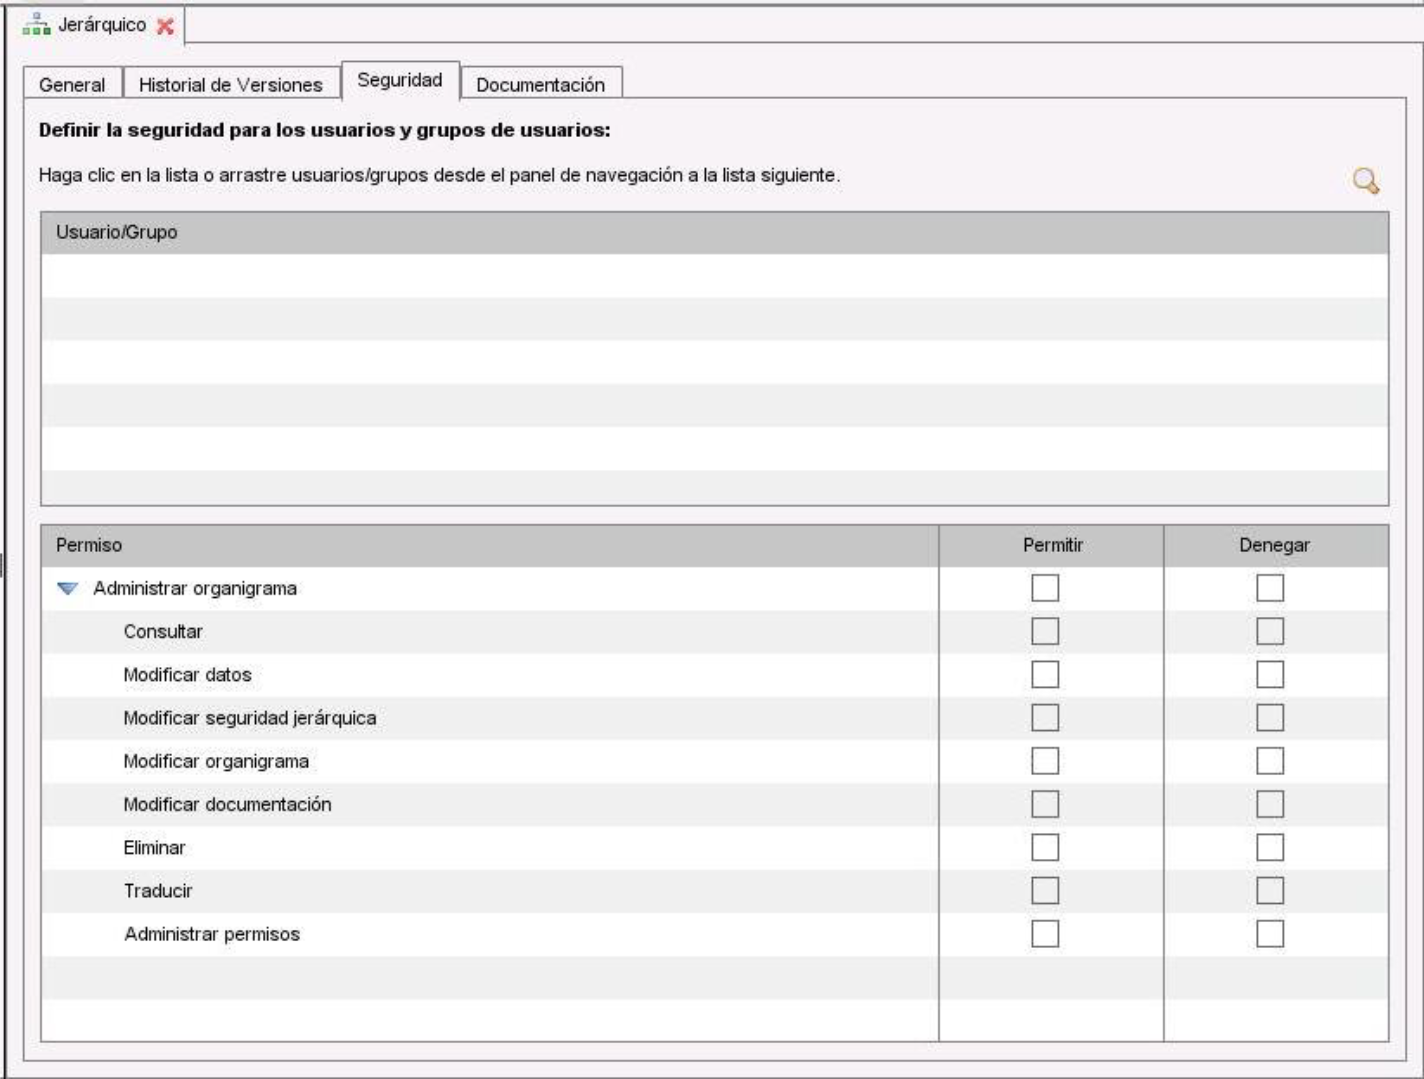 Jerárquico
General Historial de Versiones Seguridad Documentación
Definir la seguridad para los usuarios y grupos de usuarios:
Haga clic en la lista o arrastre usuarios/grupos desde el panel de navegación a la lista siguiente.
Usuario/Grupo
Permiso Permitir Denegar
Administrar organigrama
Consultar
Modificar datos
Modificar seguridad jerárquica
Modificar organigrama
Modificar documentación
Eliminar
Traducir
Administrar permisos